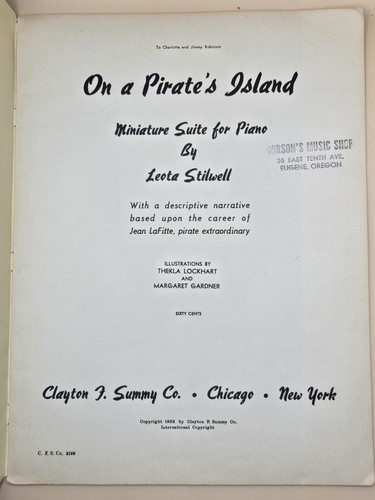 To Charlotte and Jimmy Robinson
On a Pirate's Island
Miniature Suite for Piano
By
Leota Stilwell
MUSIC SHOP
36 EAST TENTH AVE.
EUGENE, OREGON
With a descriptive narrative
based upon the career of
Jean LaFitte, pirate extraordinary
ILLUSTRATIONS BY
THEKLA LOCKHART
AND
MARGARET GARDNER
SIXTY CENTS
Clayton F. Summy Co. • Chicago • New York
Copyright 1939 by Clayton F. Summy Co.
International Copyright
C. F. S. Co.